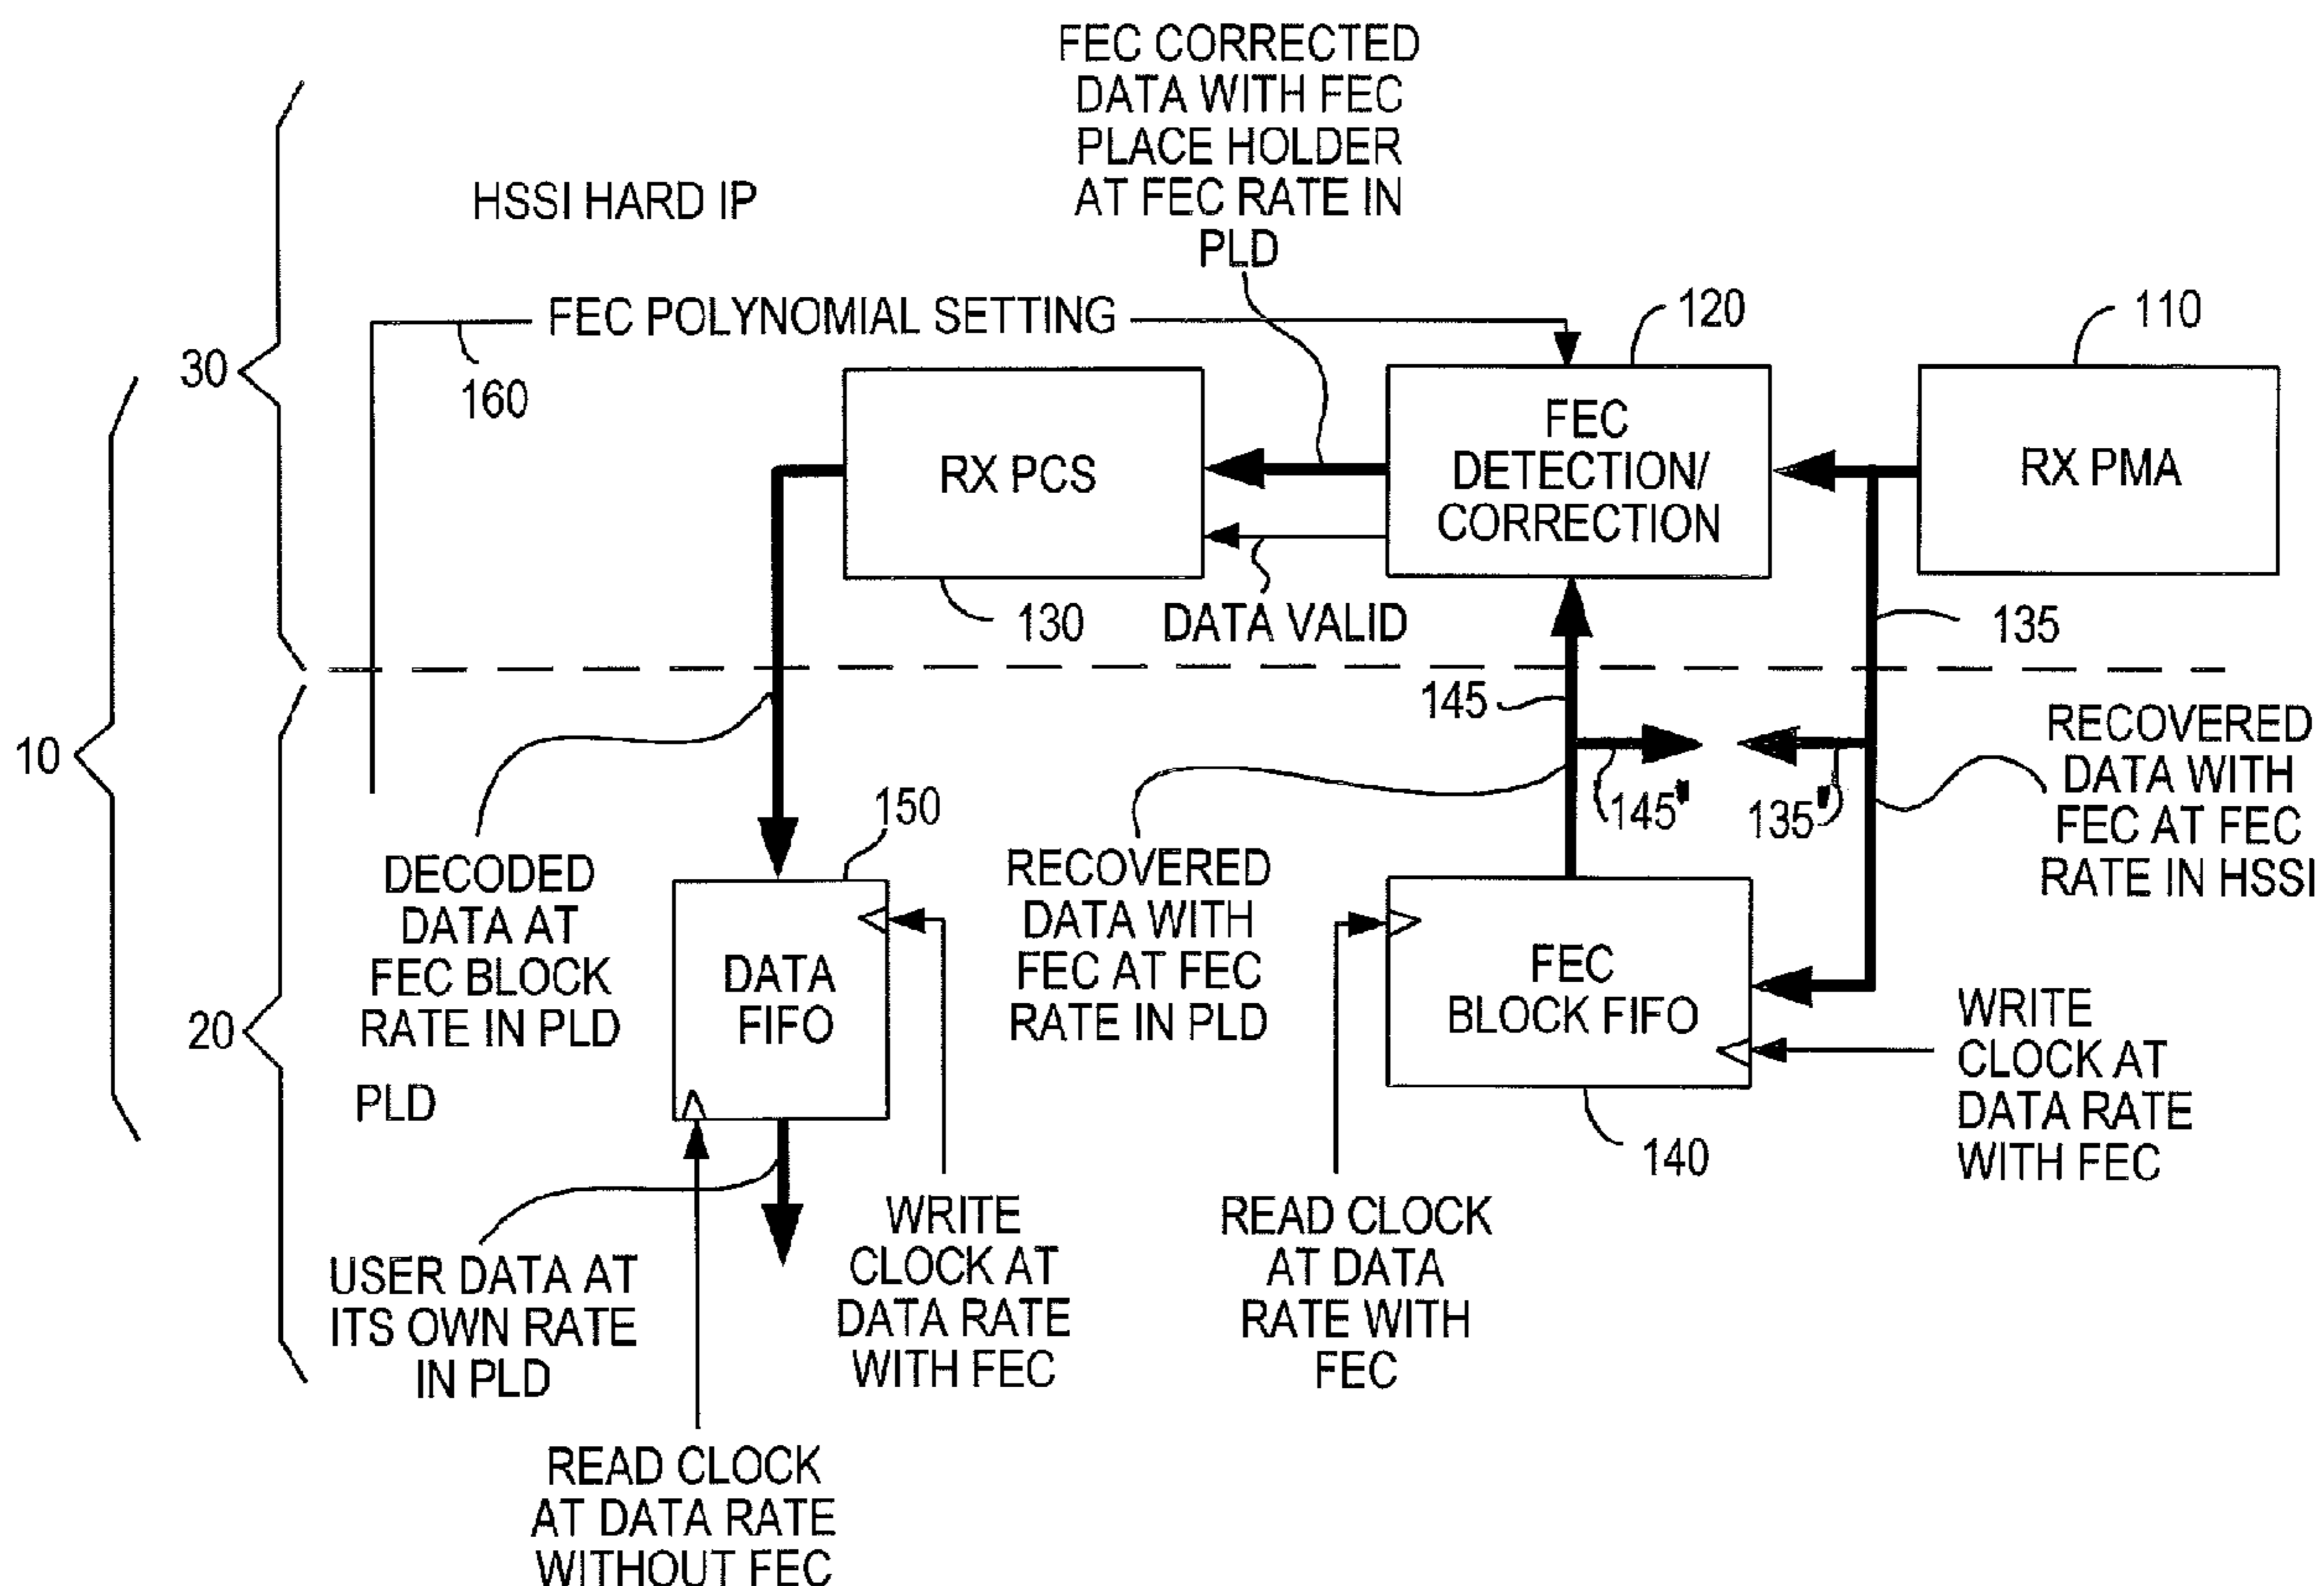 FEC CORRECTED
DATA WITH FEC
PLACE HOLDER
AT FEC RATE IN
PLD
HSSI HARD IP
FEC POLYNOMIAL SETTING
120
110
30
160
FEC
DETECTION/
CORRECTION
RX PCS
RX PMA
130
DATA VALID
135
145
10
RECOVERED
DATA WITH
FEC AT FEC
RATE IN HSSI
145'
135'
150
DECODED
DATA AT
FEC BLOCK
RATE IN PLD
RECOVERED
DATA WITH
FEC AT FEC
RATE IN PLD
DATA
FIFO
FEC
BLOCK FIFO
20
WRITE
CLOCK AT
DATA RATE
WITH FEC
PLD
140
USER DATA AT
ITS OWN RATE
IN PLD
WRITE
CLOCK AT
DATA RATE
WITH FEC
READ CLOCK
AT DATA
RATE WITH
FEC
READ CLOCK
AT DATA RATE
WITHOUT FEC